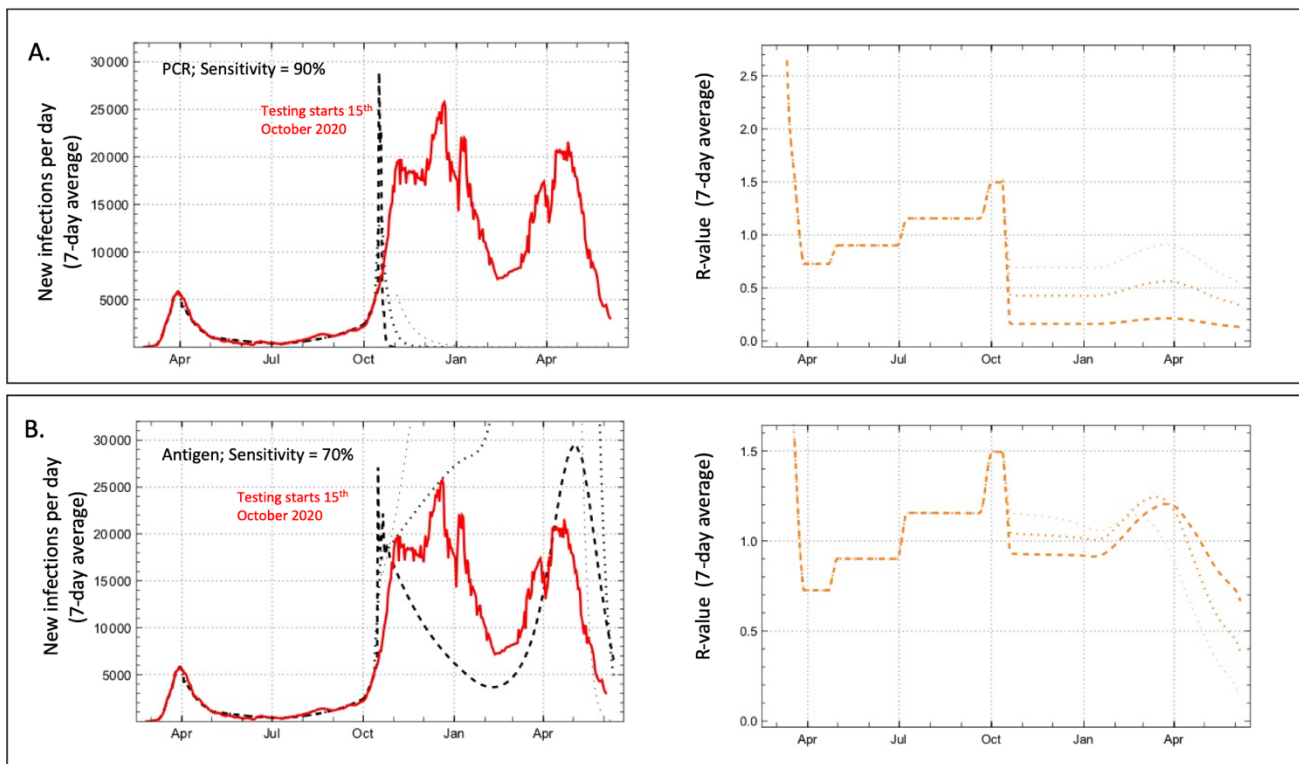 A.
PCR; Sensitivity = 90%
Testing starts 15th
October 2020
New infections per day
(7-day average)
30000
25000
20000
15000
10000
5000
Apr Jul Oct Jan Apr
R-value (7-day average)
2.5
2.0
1.5
1.0
0.5
0.0
Apr Jul Oct Jan Apr
B.
Antigen; Sensitivity = 70%
Testing starts 15th
October 2020
New infections per day
(7-day average)
30000
25000
20000
15000
10000
5000
Apr Jul Oct Jan Apr
R-value (7-day average)
1.5
1.0
0.5
0.0
Apr Jul Oct Jan Apr